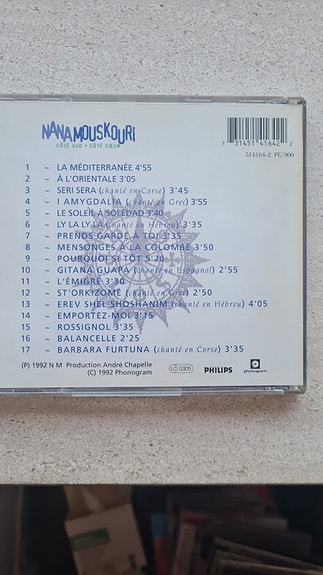 NANA MOUSKOURI
CÔTÉ SUD • CÔTÉ CŒUR
7 31451 41642 2
514164-2 PG 900
1 – LA MÉDITERRANÉE 4'55
2 – À L'ORIENTALE 3'05
3 – SERI SERA (chanté en Corse) 3'45
4 – I AMYGDALIA (chanté en Grec) 3'55
5 – LE SOLEIL A SOLEDAD 3'40
6 – LY LA LY LA (chanté en Hébreu) 3'35
7 – PRENDS GARDE À TOI 3'35
8 – MENSONGES À LA COLOMBE 3'50
9 – POURQUOI SI TÔT 5'20
10 – GITANA GUAPA (chanté en Espagnol) 2'55
11 – L'ÉMIGRÉ 3'30
12 – ST'ORKIZOME (chanté en Grec) 2'50
13 – EREV SHEL SHOSHANIM (chanté en Hébreu) 4'05
14 – EMPORTEZ-MOI 3'15
15 – ROSSIGNOL 3'35
16 – BALANCELLE 2'25
17 – BARBARA FURTUNA (chanté en Corse) 3'35
(P) 1992 N M Production André Chapelle
(C) 1992 Phonogram
LC 0305
PHILIPS
phonogram